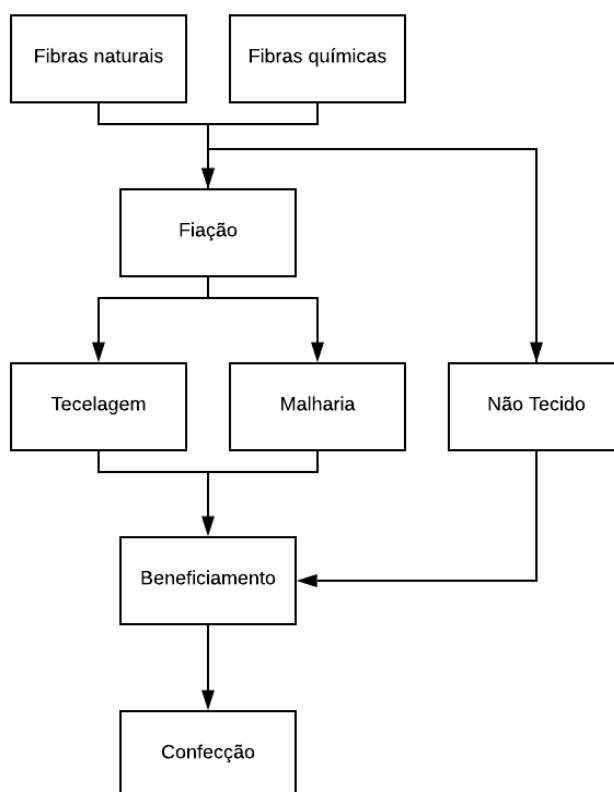 Fibras naturais
Fibras químicas
Fiação
Tecelagem
Malharia
Não Tecido
Beneficiamento
Confecção